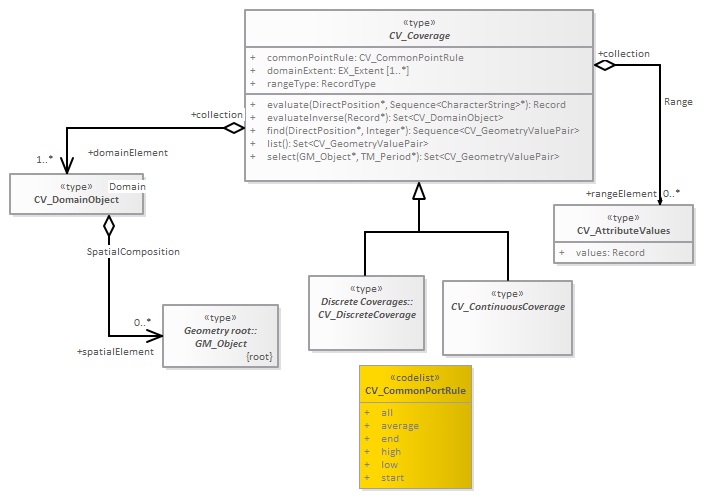 «type»
CV_Coverage
+ commonPointRule: CV_CommonPointRule
+ domainExtent: EX_Extent [1..*]
+ rangeType: RecordType
+ evaluate(DirectPosition*, Sequence<CharacterString>*): Record
+ evaluateInverse(Record*): Set<CV_DomainObject>
+ find(DirectPosition*, Integer*): Sequence<CV_GeometryValuePair>
+ list(): Set<CV_GeometryValuePair>
+ select(GM_Object*, TM_Period*): Set<CV_GeometryValuePair>
+collection
Range
+rangeElement 0..*
+collection
1..* +domainElement
Domain
«type»
CV_DomainObject
«type»
CV_AttributeValues
+ values: Record
SpatialComposition
0..*
+spatialElement
«type»
Geometry root::
GM_Object
{root}
«type»
Discrete Coverages::
CV_DiscreteCoverage
«type»
CV_ContinuousCoverage
«codelist»
CV_CommonPortRule
+ all
+ average
+ end
+ high
+ low
+ start